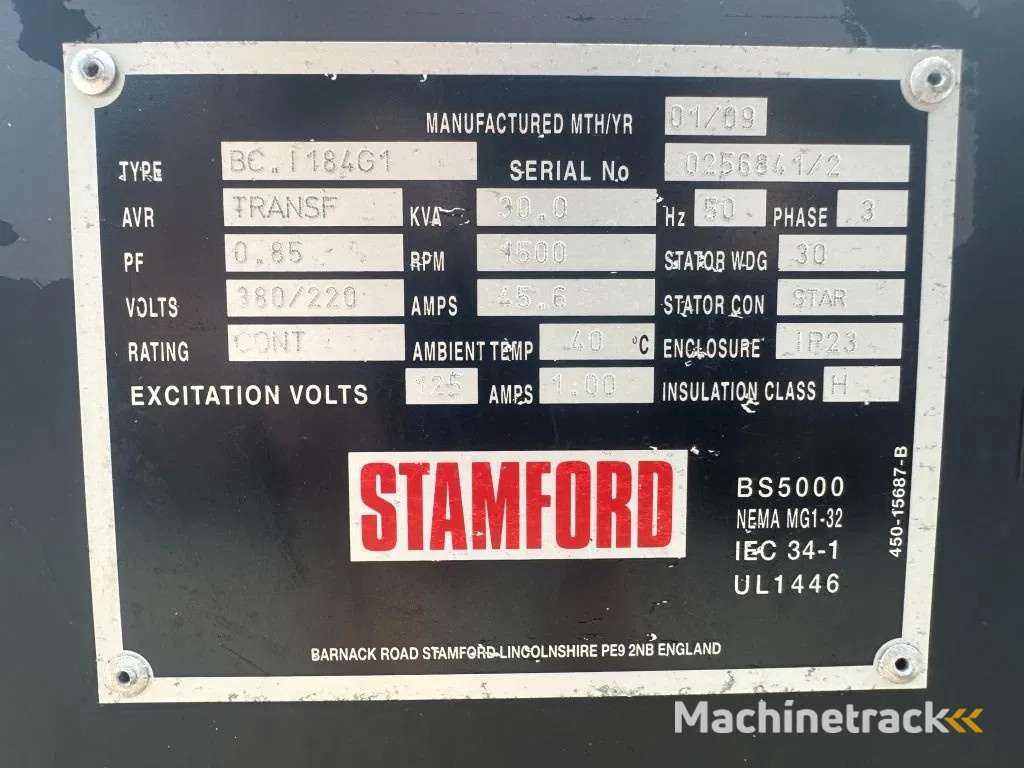 MANUFACTURED MTH/YR 01/09
TYPE BC.I184G1 SERIAL No 0256841/2
AVR TRANSF KVA 30.0 Hz 50 PHASE 3
PF 0.85 RPM 1500 STATOR WDG 30
VOLTS 380/220 AMPS 45.6 STATOR CON STAR
RATING CONT AMBIENT TEMP 40 °C ENCLOSURE IP23
EXCITATION VOLTS 125 AMPS 1.00 INSULATION CLASS H
STAMFORD
BS5000
NEMA MG1-32
IEC 34-1
UL1446
450-15687-B
BARNACK ROAD STAMFORD LINCOLNSHIRE PE9 2NB ENGLAND
Machinetrack